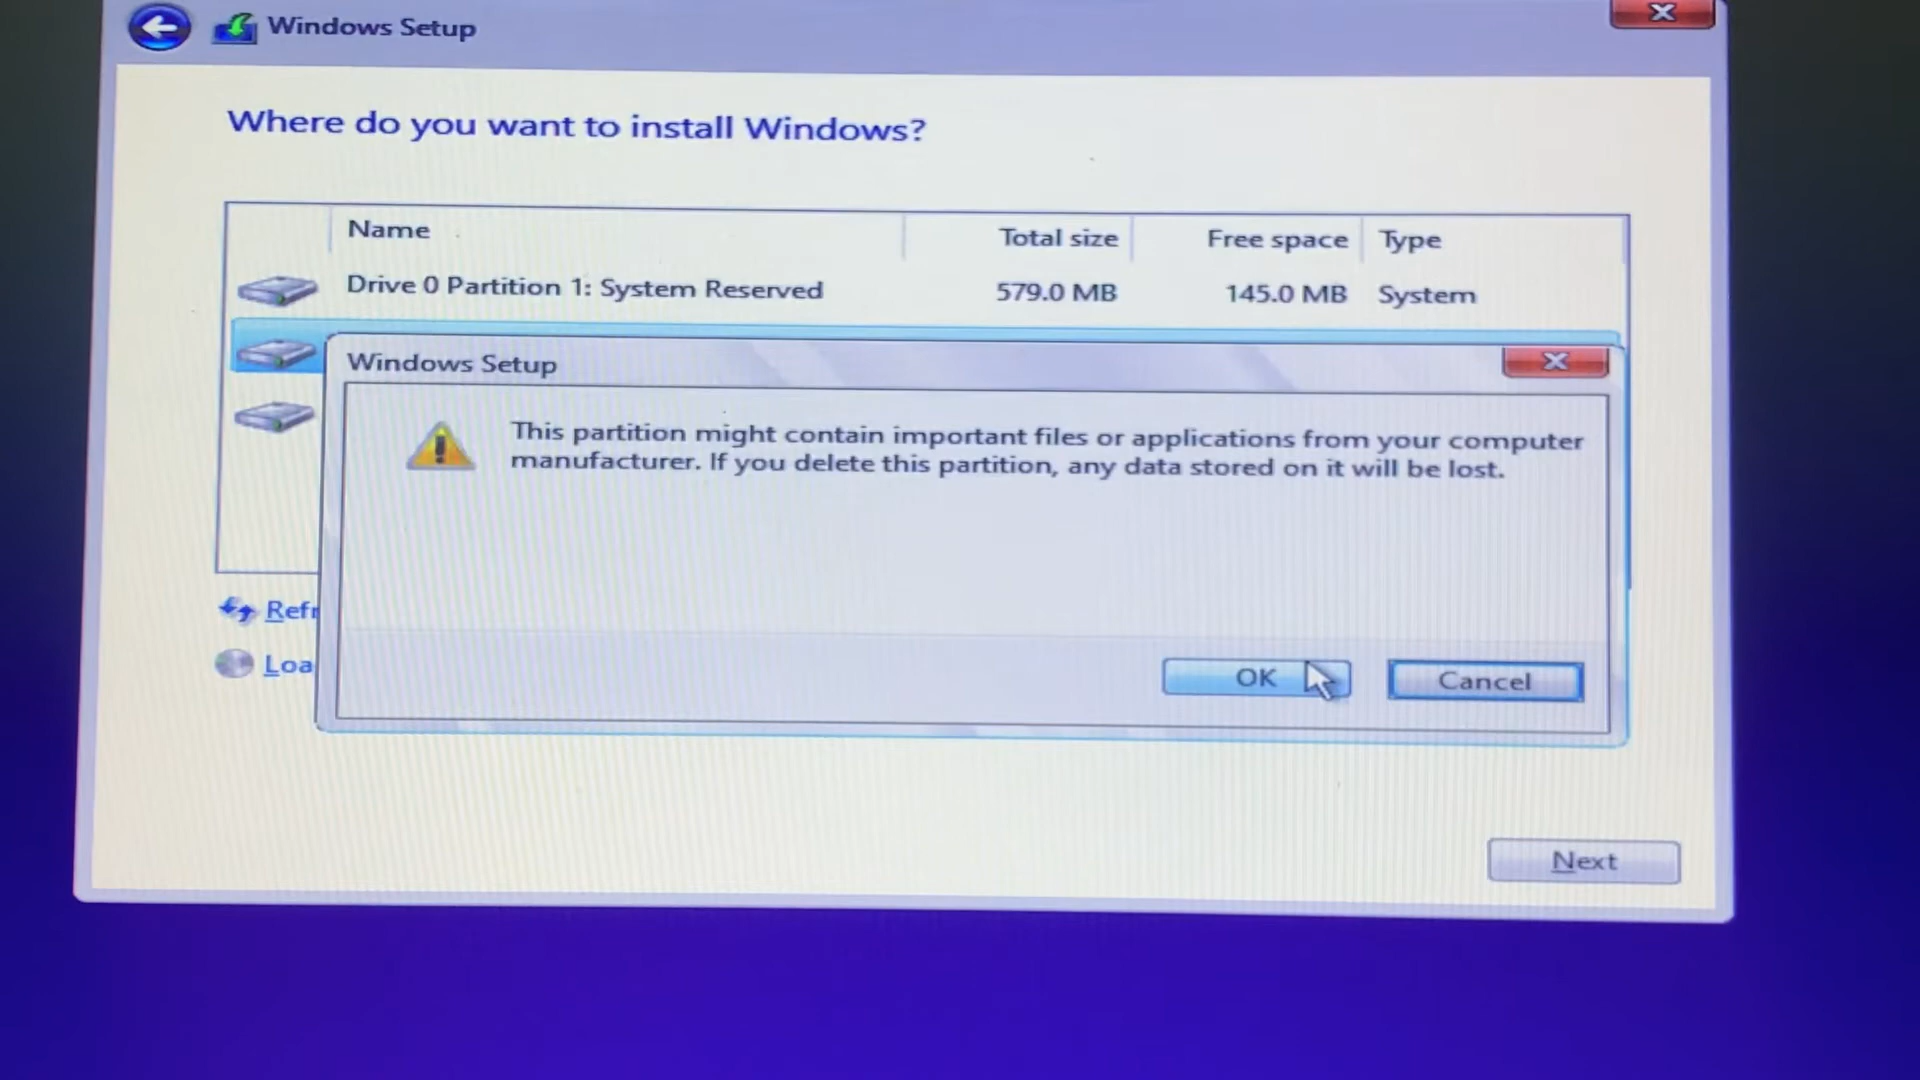 Windows Setup
Where do you want to install Windows?
Name Total size Free space Type
Drive 0 Partition 1: System Reserved 579.0 MB 145.0 MB System
Windows Setup
This partition might contain important files or applications from your computer
manufacturer. If you delete this partition, any data stored on it will be lost.
Refr
Loa
OK Cancel
Next